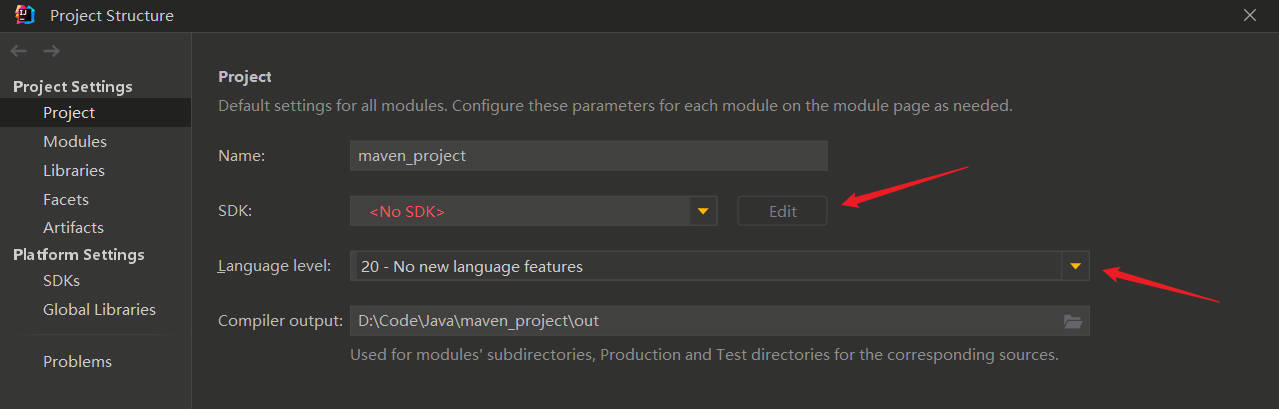 Project Structure
Project Settings
Project
Modules
Libraries
Facets
Artifacts
Platform Settings
SDKs
Global Libraries
Problems
Project
Default settings for all modules. Configure these parameters for each module on the module page as needed.
Name: maven_project
SDK: <No SDK> Edit
Language level: 20 - No new language features
Compiler output: D:\Code\Java\maven_project\out
Used for modules' subdirectories, Production and Test directories for the corresponding sources.